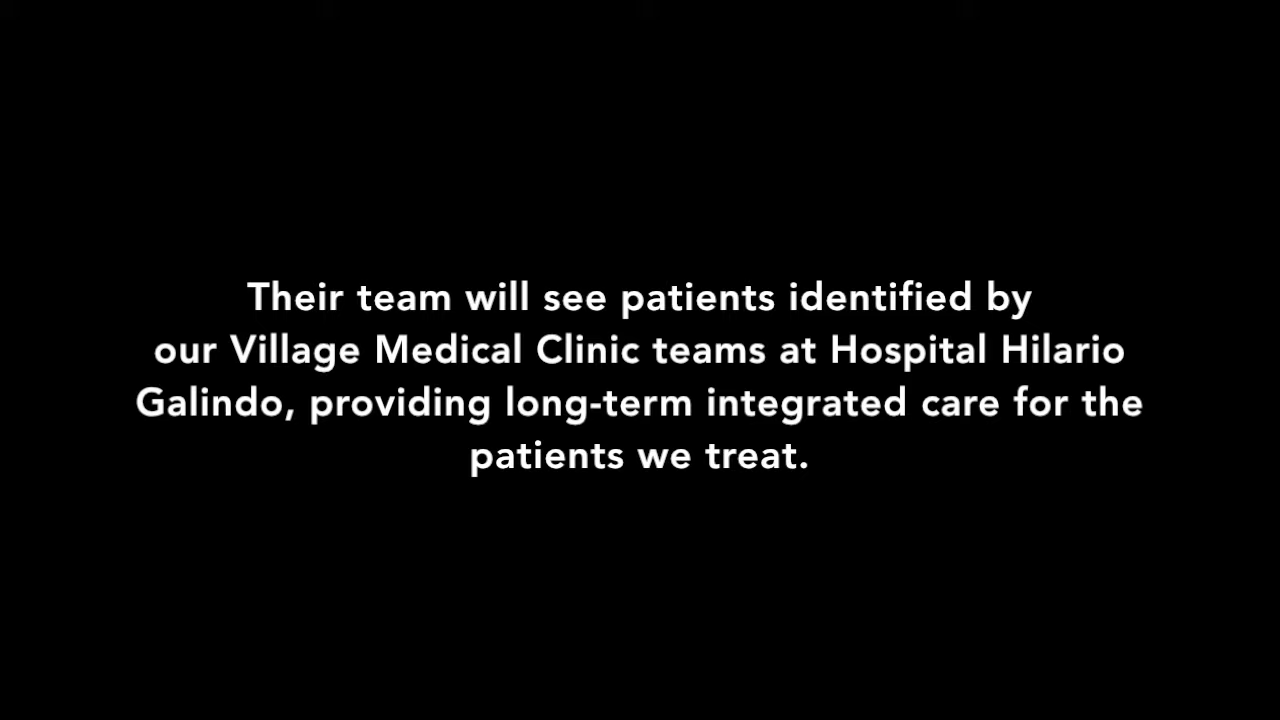 Their team will see patients identified by
our Village Medical Clinic teams at Hospital Hilario
Galindo, providing long-term integrated care for the
patients we treat.